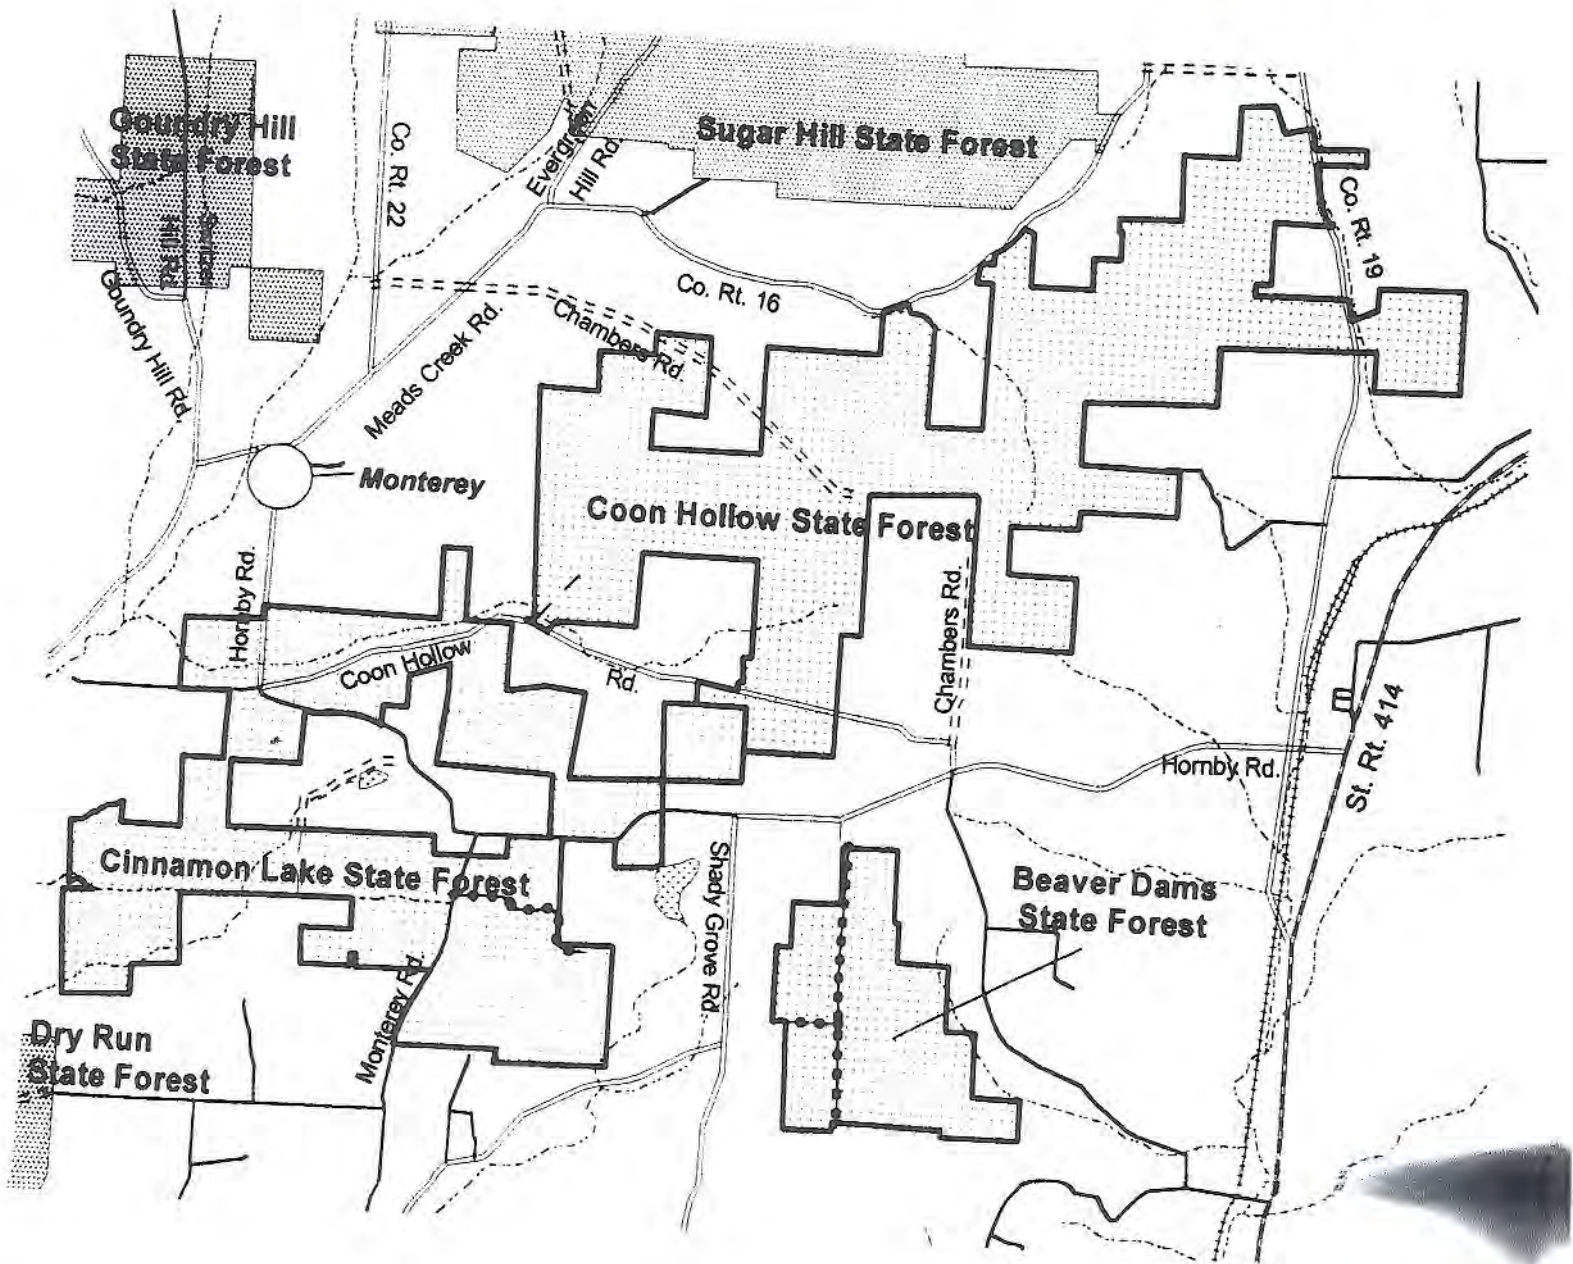 Goundry Hill
State Forest
Co. Rt. 22
Evergreen
Hill Rd.
Sugar Hill State Forest
Co. Rt. 19
Hill Rd.
Goundry Hill Rd.
Meads Creek Rd.
Chambers Rd.
Co. Rt. 16
Monterey
Coon Hollow State Forest
Hornby Rd.
Coon Hollow
Rd.
Chambers Rd.
Hornby Rd.
St. Rt. 414
Cinnamon Lake State Forest
Shady Grove Rd.
Beaver Dams
State Forest
Monterey Rd.
Dry Run
State Forest